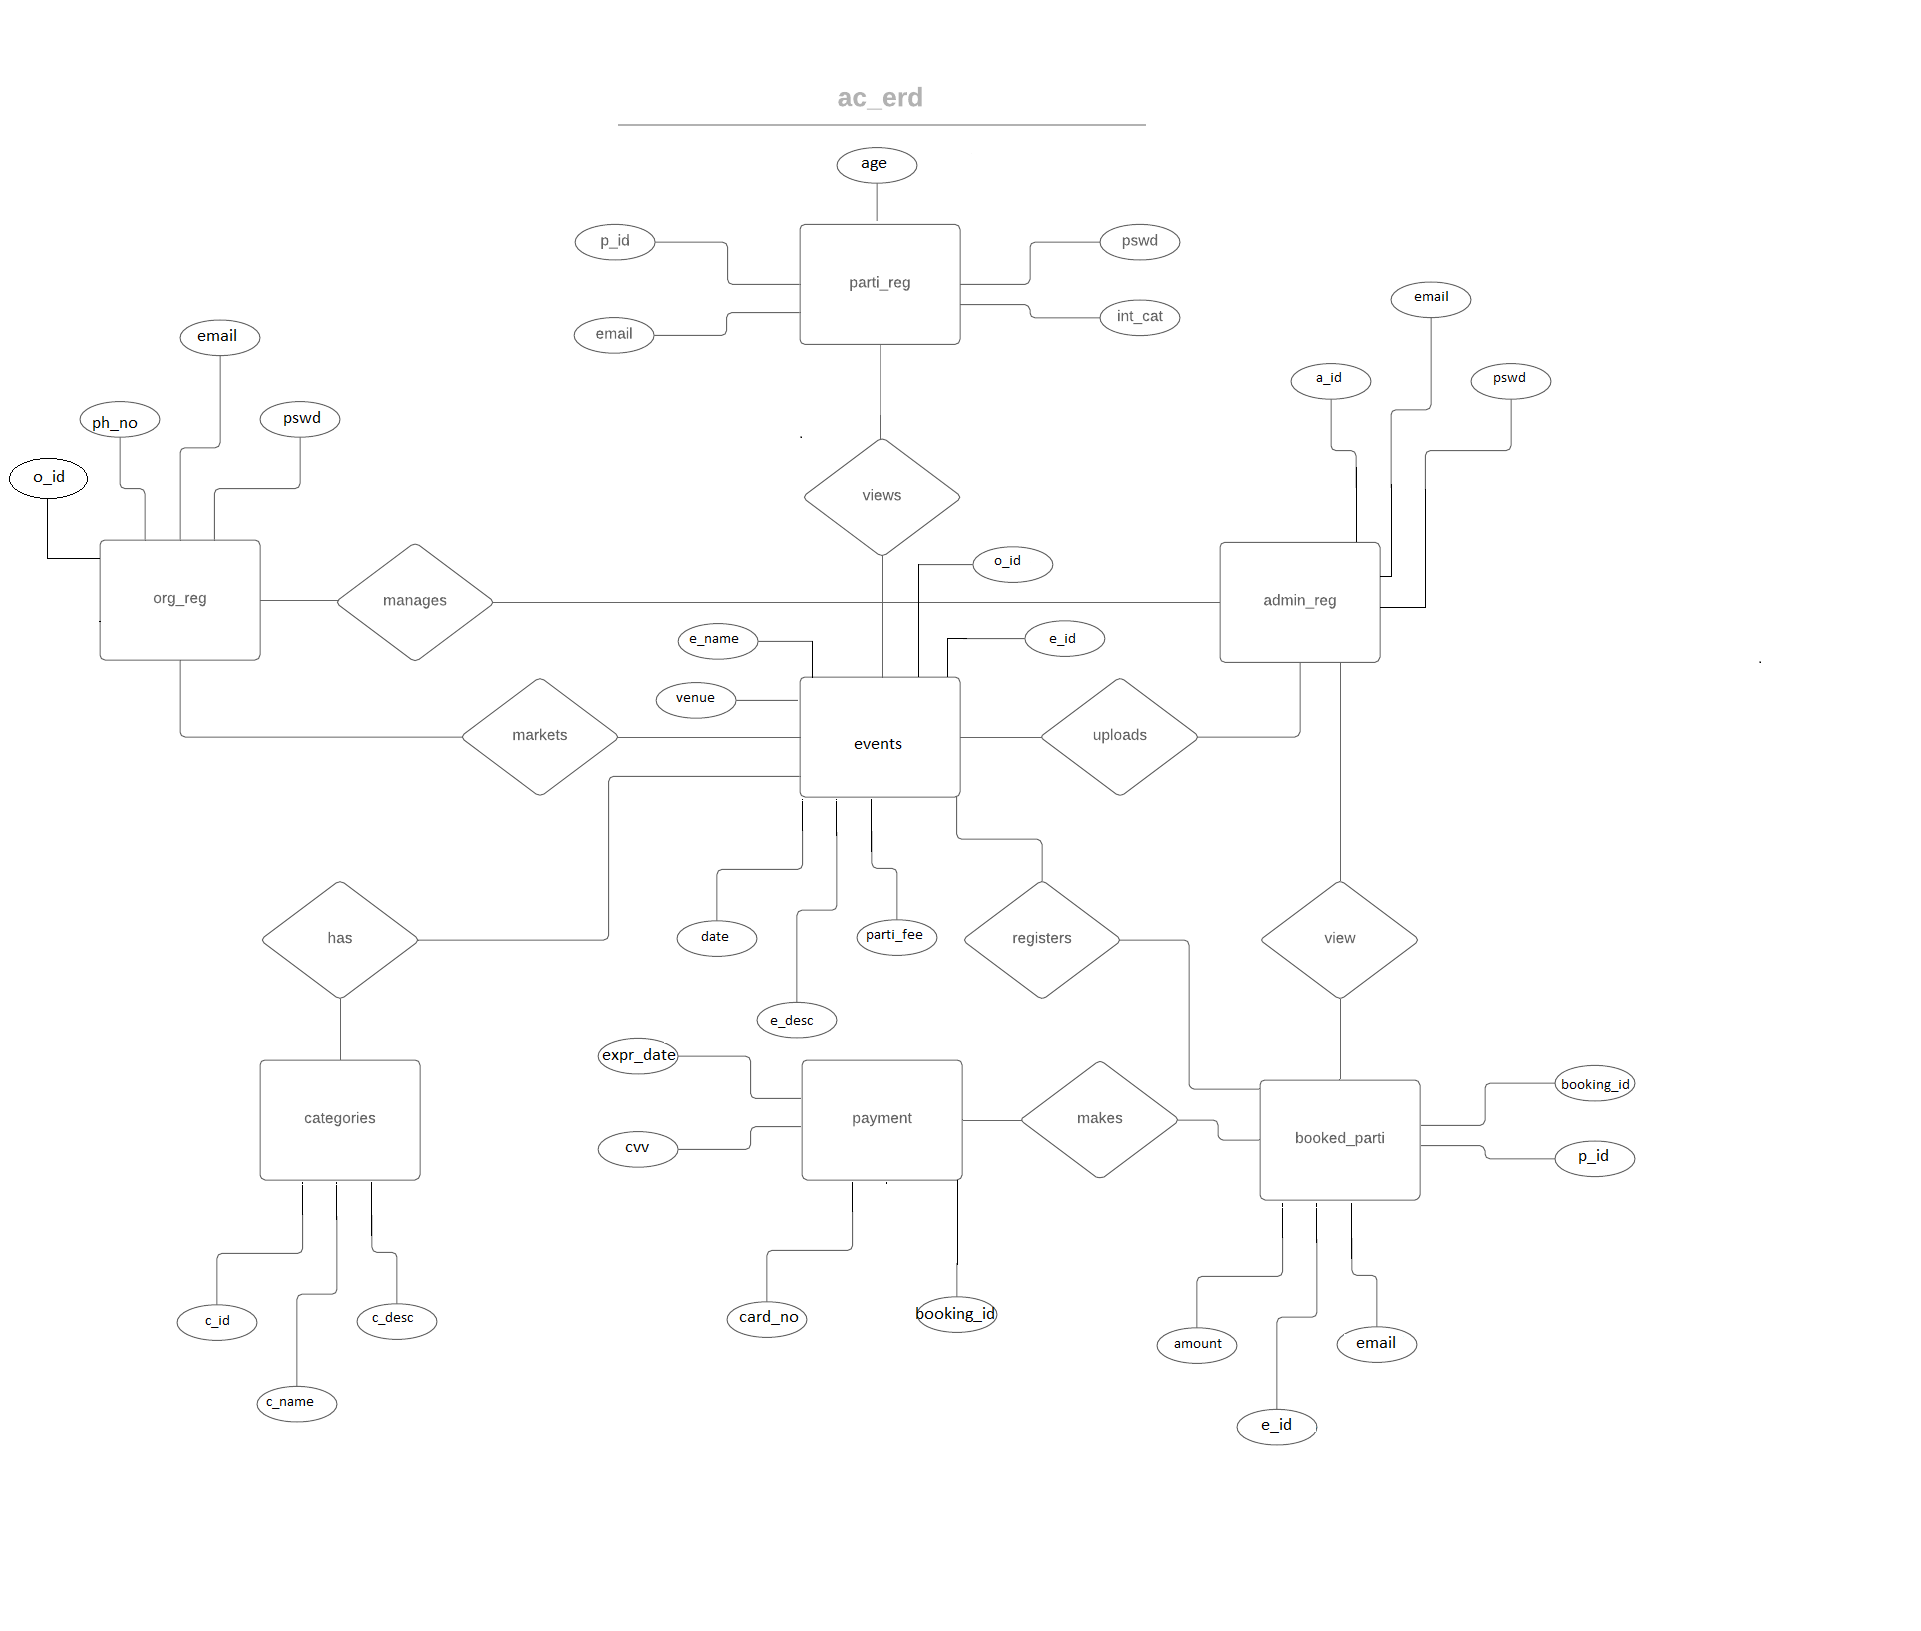 ac_erd
age
p_id
pswd
parti_reg
email
int_cat
email
email
a_id
pswd
ph_no
pswd
o_id
views
o_id
org_reg
manages
admin_reg
e_name
e_id
venue
markets
events
uploads
has
date
parti_fee
registers
view
e_desc
expr_date
categories
payment
makes
booking_id
cvv
booked_parti
p_id
c_id
c_desc
card_no
booking_id
amount
email
c_name
e_id